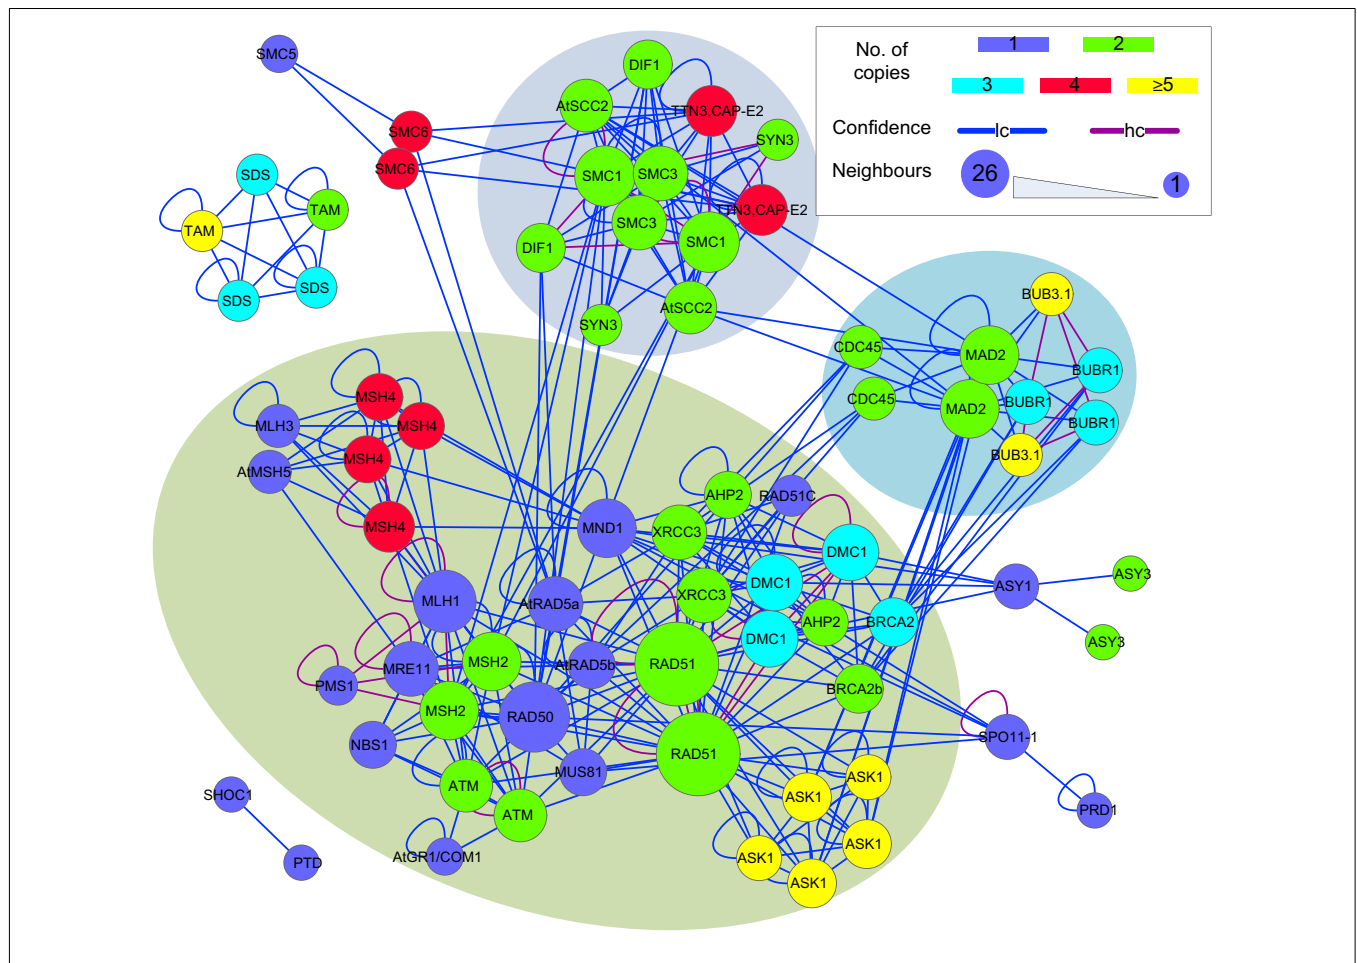 No. of
copies
1
2
3
4
≥5
Confidence
lc
hc
Neighbours
26
1
SMC5
SMC6
SMC6
SDS
TAM
TAM
SDS
SDS
DIF1
AtSCC2
TTN3,CAP-E2
SYN3
SMC1
SMC3
TTN3,CAP-E2
SMC3
SMC1
DIF1
AtSCC2
SYN3
BUB3.1
CDC45
MAD2
BUBR1
CDC45
MAD2
BUBR1
BUBR1
BUB3.1
MSH4
MLH3
MSH4
MSH4
AtMSH5
MSH4
AHP2
RAD51C
MND1
XRCC3
DMC1
DMC1
ASY1
ASY3
MLH1
AtRAD5a
XRCC3
AHP2
BRCA2
DMC1
ASY3
MRE11
MSH2
AtRAD5b
RAD51
PMS1
BRCA2b
MSH2
RAD50
NBS1
SPO11-1
RAD51
MUS81
ATM
ASK1
SHOC1
ASK1
ATM
PRD1
ASK1
PTD
AtGR1/COM1
ASK1
ASK1